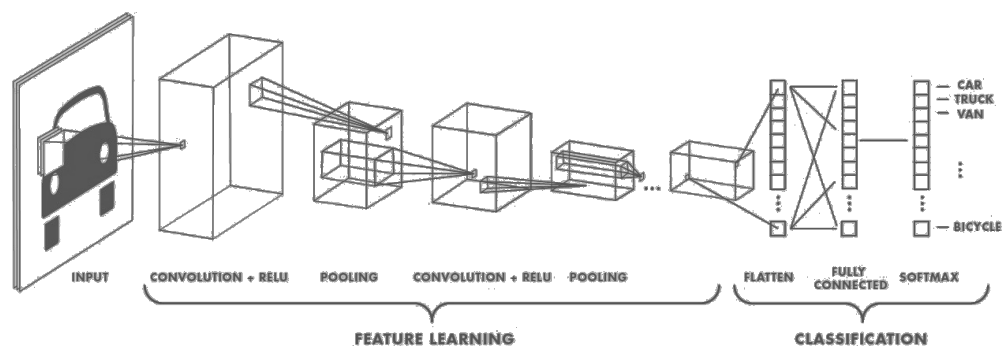 CAR
TRUCK
VAN
BICYCLE
INPUT
CONVOLUTION + RELU
POOLING
CONVOLUTION + RELU
POOLING
FLATTEN
FULLY
CONNECTED
SOFTMAX
FEATURE LEARNING
CLASSIFICATION